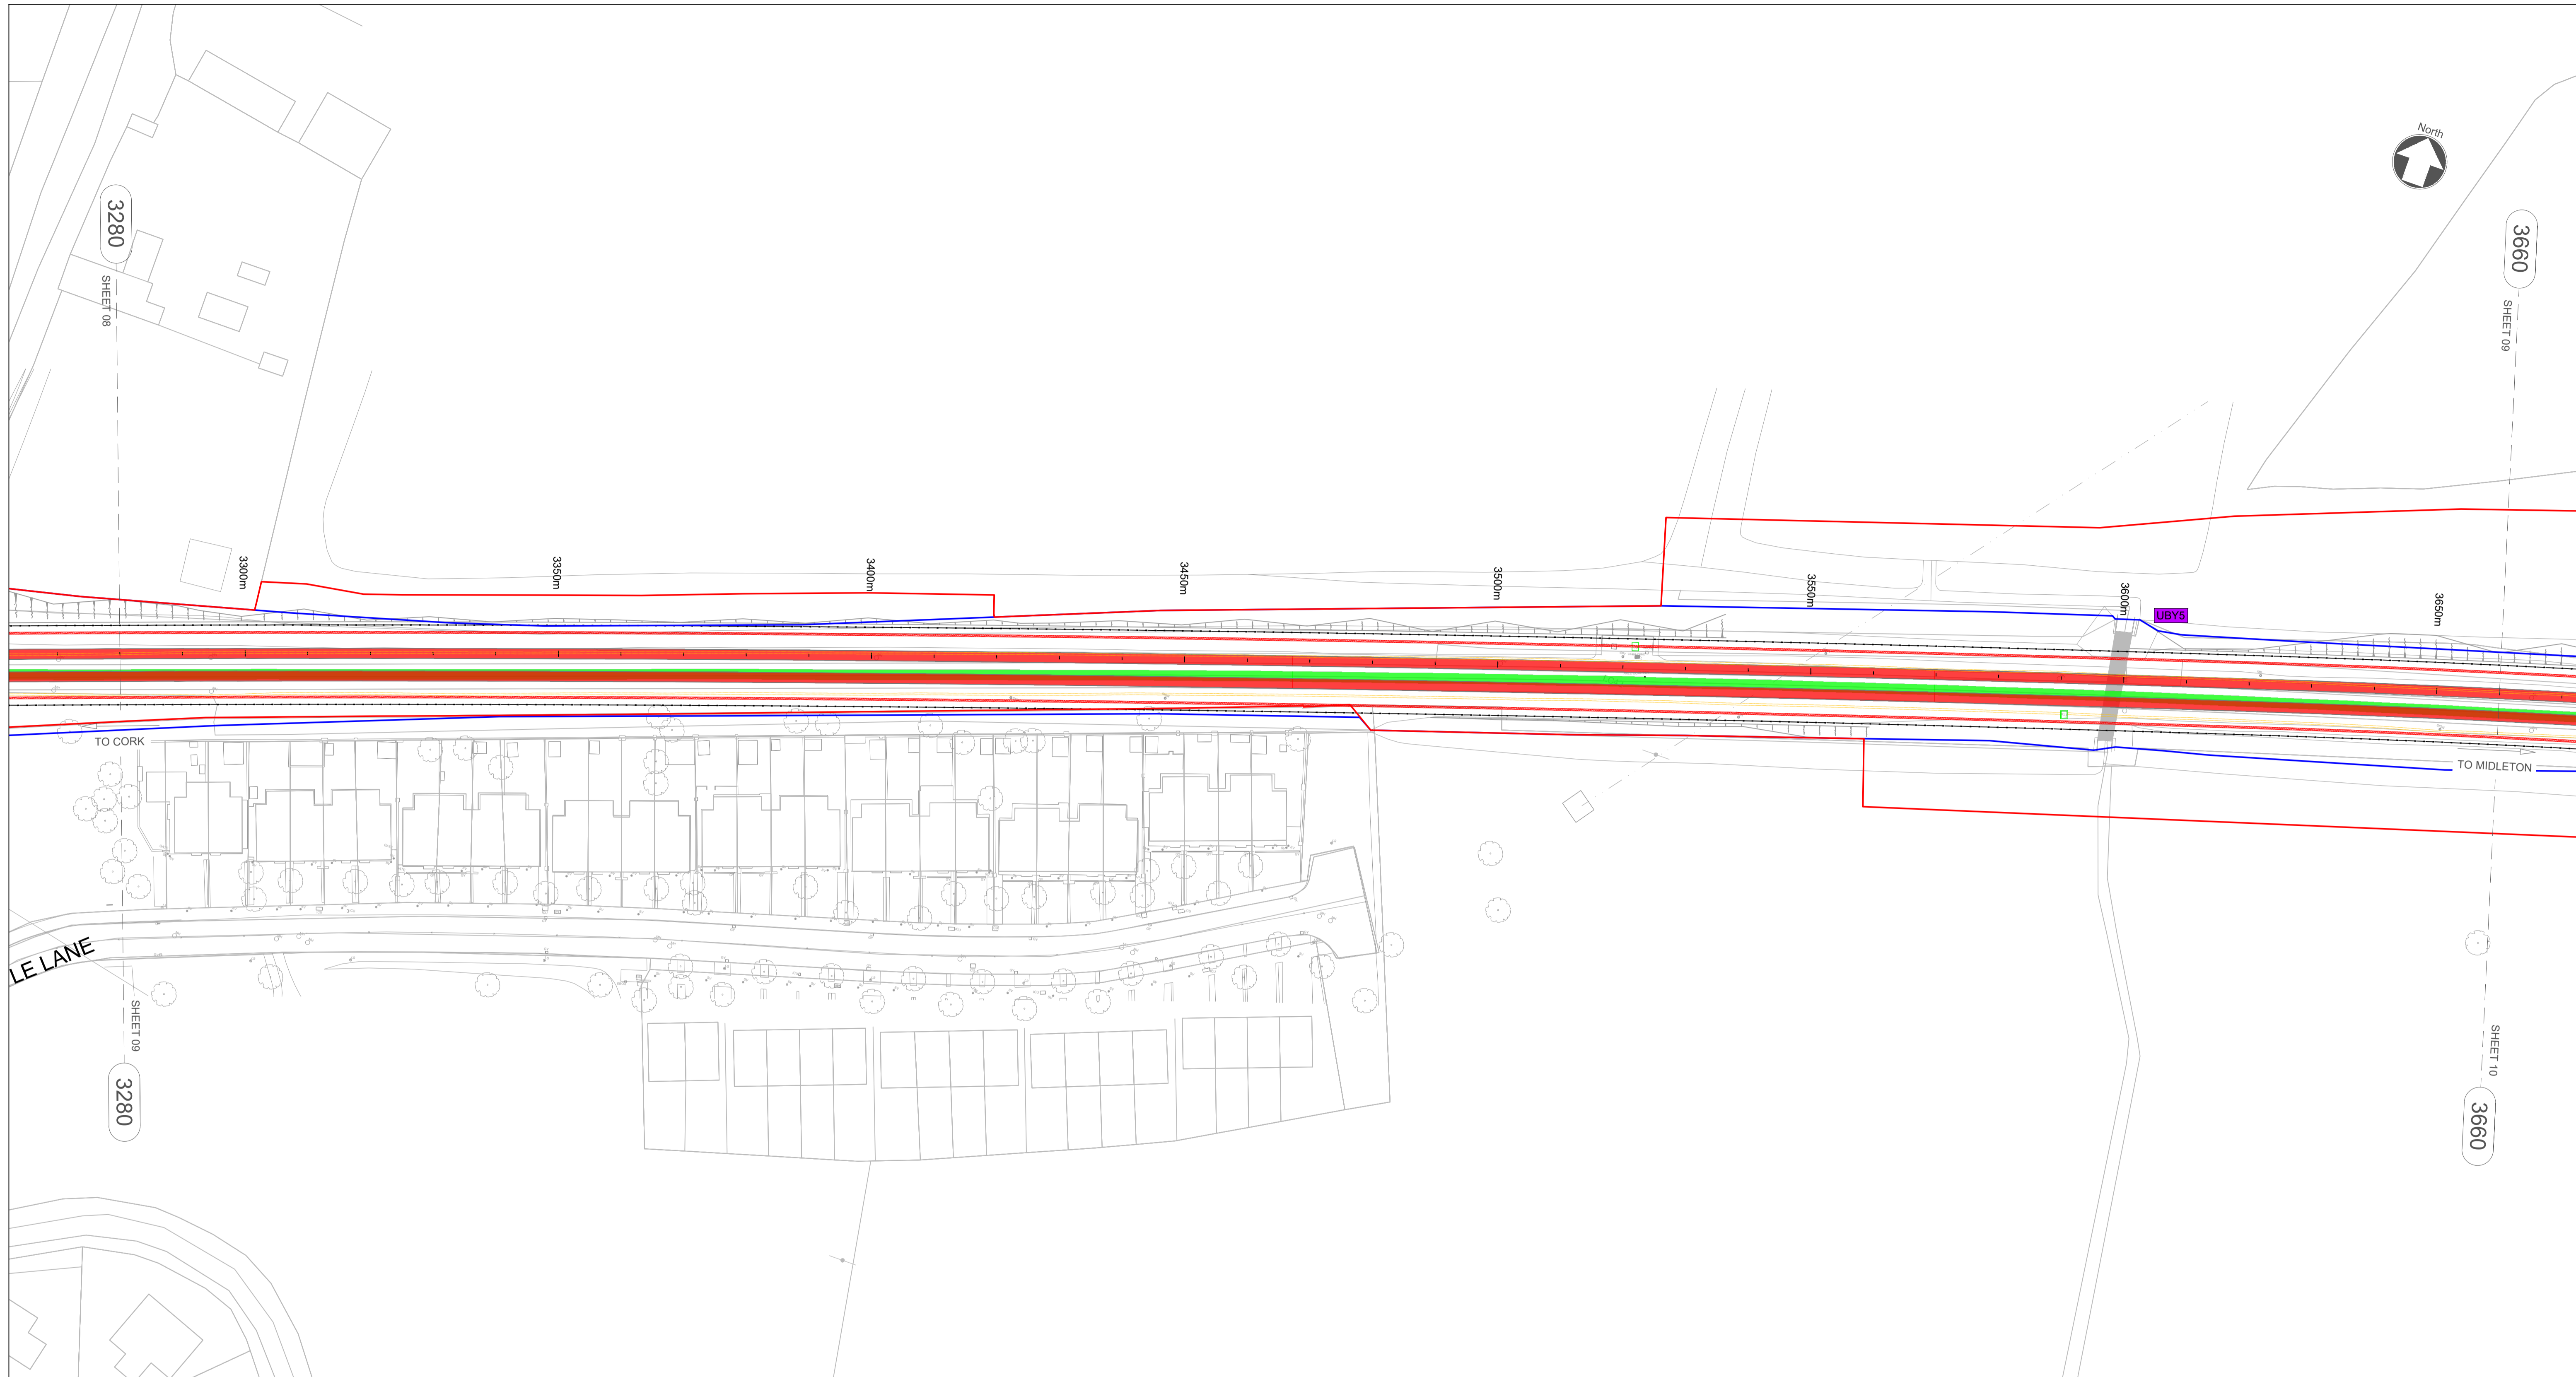 North
3280
SHEET 08
3660
SHEET 09
3300m
3350m
3400m
3450m
3500m
3550m
3600m
3650m
UBY5
TO CORK
TO MIDLETON
LE LANE
SHEET 09
3280
SHEET 10
3660